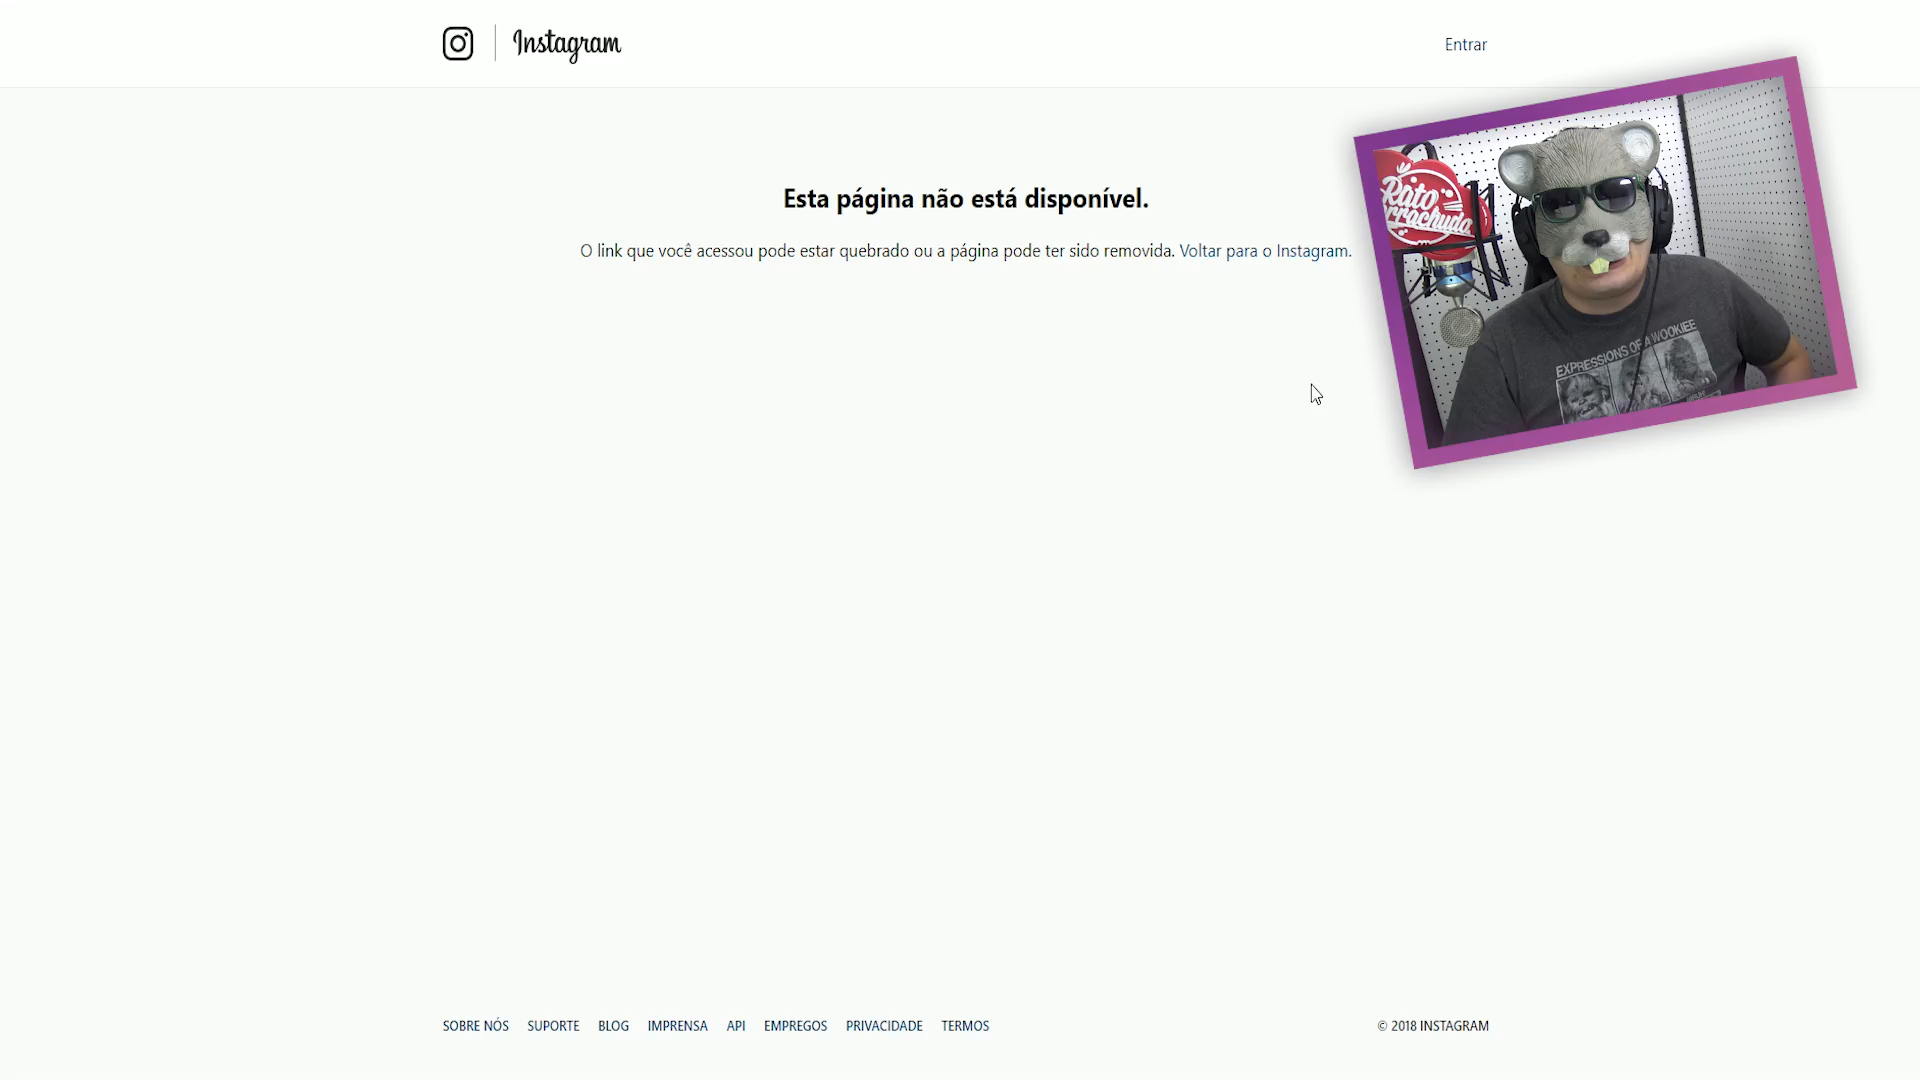 Instagram
Entrar
Esta página não está disponível.
O link que você acessou pode estar quebrado ou a página pode ter sido removida. Voltar para o Instagram.
Rato
EXPRESSIONS OF A WOOKIEE
SOBRE NÓS SUPORTE BLOG IMPRENSA API EMPREGOS PRIVACIDADE TERMOS
© 2018 INSTAGRAM